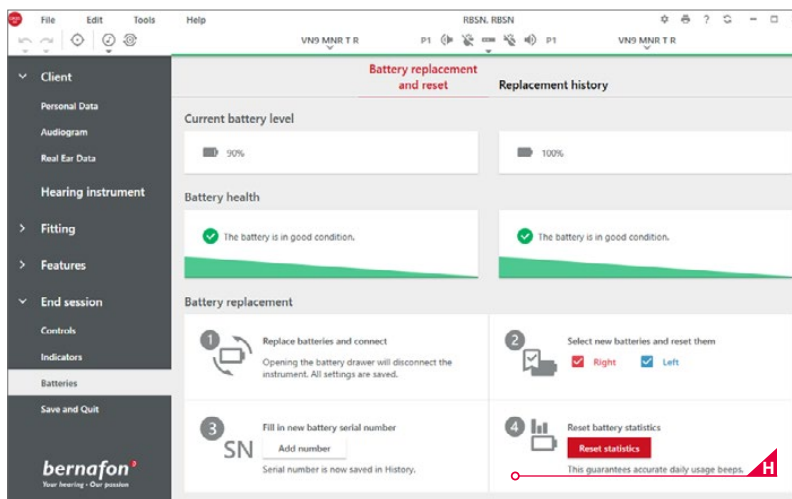 File Edit Tools Help RBSN. RBSN ?
VN9 MNR T R P1 P1 VN9 MNR T R
Client
Personal Data
Audiogram
Real Ear Data
Hearing instrument
Fitting
Features
End session
Controls
Indicators
Batteries
Save and Quit
bernafon
Your hearing · Our passion
Battery replacement
and reset
Replacement history
Current battery level
90%
100%
Battery health
The battery is in good condition.
The battery is in good condition.
Battery replacement
1
Replace batteries and connect
Opening the battery drawer will disconnect the
instrument. All settings are saved.
2
Select new batteries and reset them
Right Left
3
SN
Fill in new battery serial number
Add number
Serial number is now saved in History.
4
Reset battery statistics
Reset statistics
This guarantees accurate daily usage beeps.
H